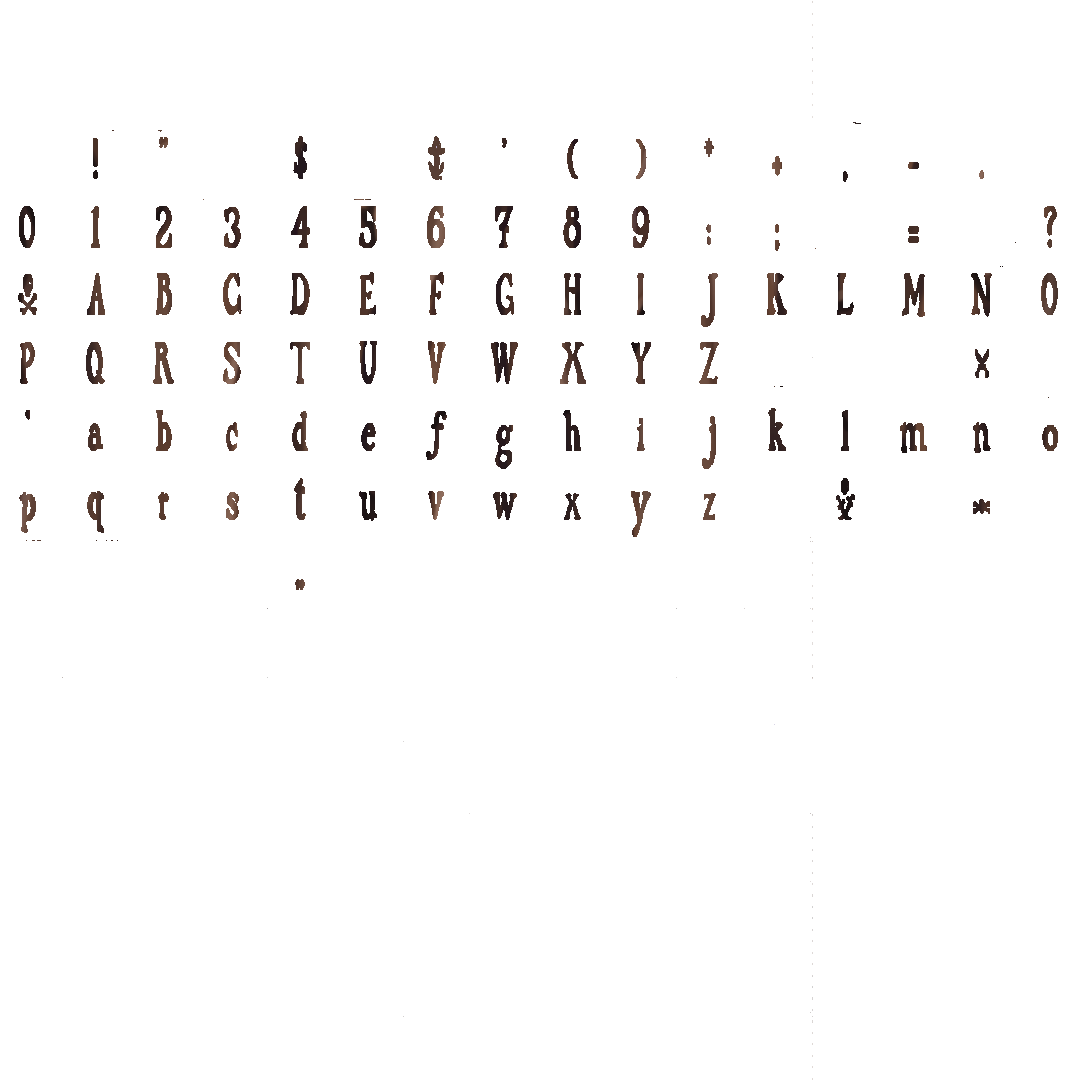 ! " $ ⚓ ' ( ) * + , - .
0 1 2 3 4 5 6 7 8 9 : ; = ?
☠ A B C D E F G H I J K L M N O
P Q R S T U V W X Y Z
' a b c d e f g h i j k l m n o
p q r s t u v w x y z
"